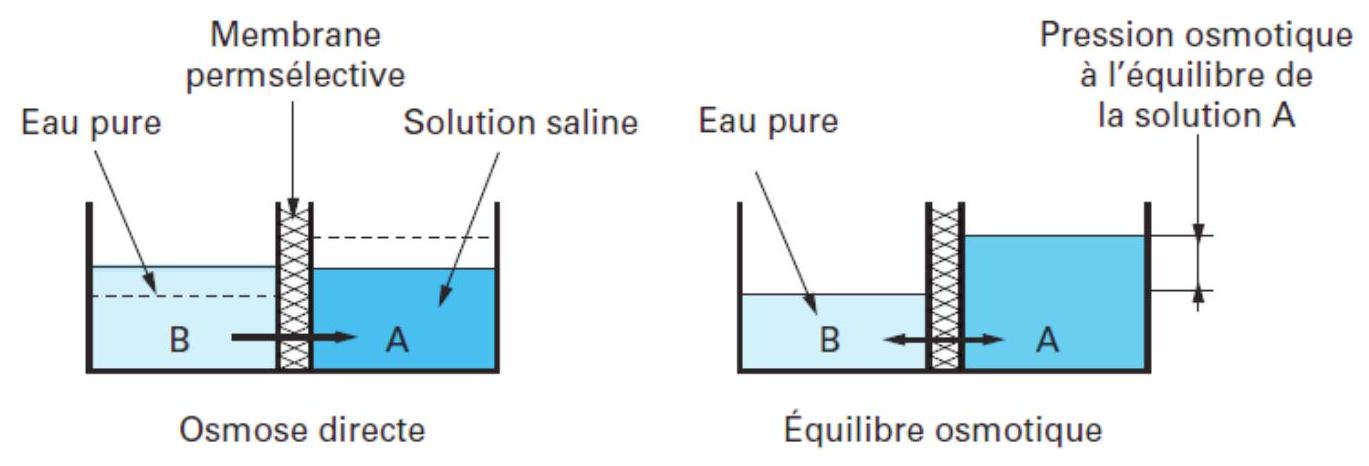 Membrane
permsélective
Eau pure
Solution saline
B
A
Osmose directe
Pression osmotique
à l'équilibre de
la solution A
Eau pure
B
A
Équilibre osmotique